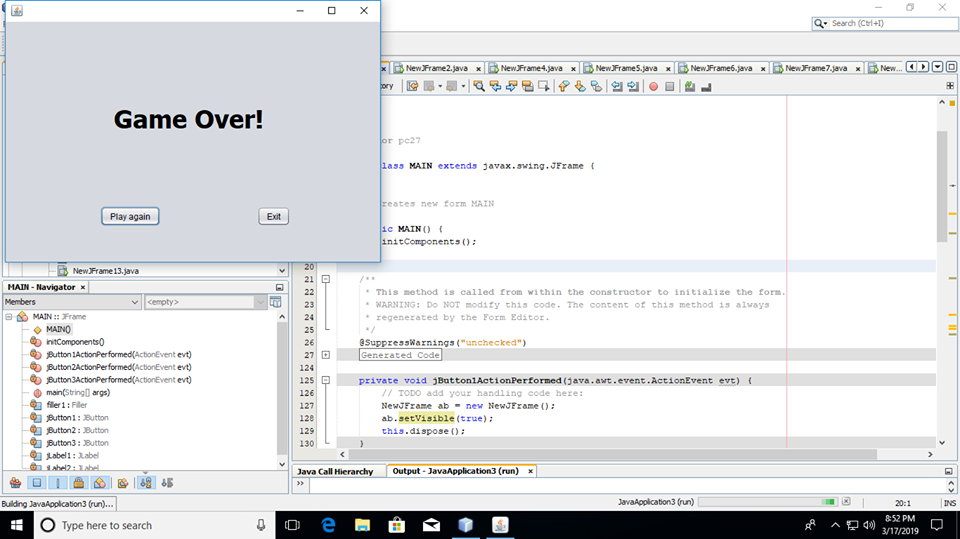 Search (Ctrl+I)
NewJFrame2.java
NewJFrame4.java
NewJFrame5.java
NewJFrame6.java
NewJFrame7.java
New...
Game Over!
Play again
Exit
ory
or pc27
lass MAIN extends javax.swing.JFrame {
reates new form MAIN
ic MAIN() {
initComponents();
NewJFrame13.java
20
21 /**
22 * This method is called from within the constructor to initialize the form.
23 * WARNING: Do NOT modify this code. The content of this method is always
24 * regenerated by the Form Editor.
25 */
26 @SuppressWarnings("unchecked")
27 Generated Code
125 private void jButton1ActionPerformed(java.awt.event.ActionEvent evt) {
126 // TODO add your handling code here:
127 NewJFrame ab = new NewJFrame();
128 ab.setVisible(true);
129 this.dispose();
130 }
MAIN - Navigator
Members
<empty>
MAIN :: JFrame
MAIN()
initComponents()
jButton1ActionPerformed(ActionEvent evt)
jButton2ActionPerformed(ActionEvent evt)
jButton3ActionPerformed(ActionEvent evt)
main(String[] args)
filler1 : Filler
jButton1 : JButton
jButton2 : JButton
jButton3 : JButton
jLabel1 : JLabel
jLabel2 : JLabel
Java Call Hierarchy
Output - JavaApplication3 (run)
>>
Building JavaApplication3 (run)...
JavaApplication3 (run)
20:1
INS
Type here to search
8:52 PM
3/17/2019